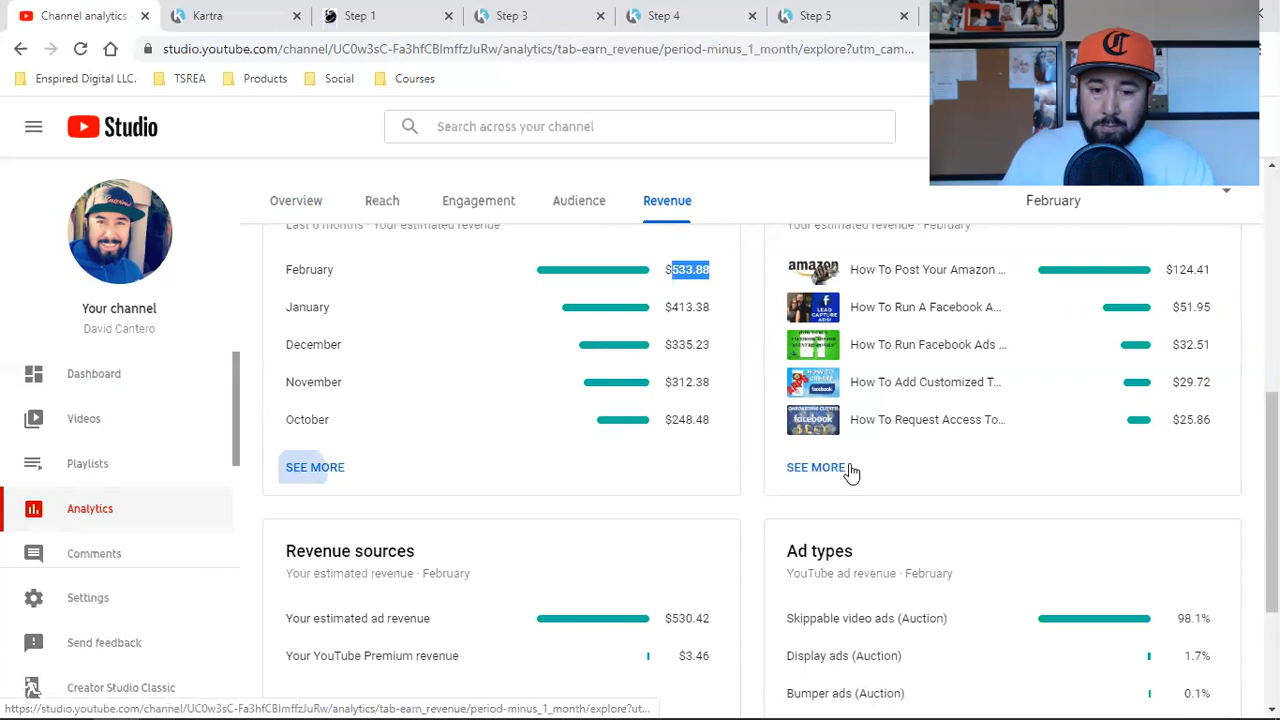 Channel analytics
Kartra
Step 1
Step 3
Step 4
Step 5
studio.youtube.com/channel/UC0w3sC-Fa3hfCBImffzJuRw/analytics/tab-earn_revenue/period-minus_1_month/explore?utm_cam...
Enspired Digital LLC.
TSREA
Products
Social
Courses
Studio
Search across your channel
Overview
Reach
Engagement
Audience
Revenue
February
Last 6 months · Your estimated revenue
Your estimated revenue · February
February $533.88
January $413.38
December $335.23
November $312.38
October $248.48
SEE MORE
amazon How To Post Your Amazon ... $124.41
LEAD CAPTURE ADS! How To Run A Facebook A... $51.95
How To Run Facebook Ads ... $32.51
How To Add Customized T... $29.72
facebook How To Request Access To... $25.86
SEE MORE
Your channel
David Cantero
Dashboard
Videos
Playlists
Analytics
Comments
Settings
Send feedback
Creator Studio Classic
Revenue sources
Your estimated revenue · February
Your estimated ad revenue $530.42
Your YouTube Premium revenue $3.46
Ad types
YouTube ad revenue · February
Skippable video ads (Auction) 98.1%
Display ads (Auction) 1.7%
Bumper ads (Auction) 0.1%
https://studio.youtube.com/channel/UC0w3sC-Fa3hfCBImffzJuRw/analytics/tab-earn_revenue/period-minus_1_month/explore?ut...